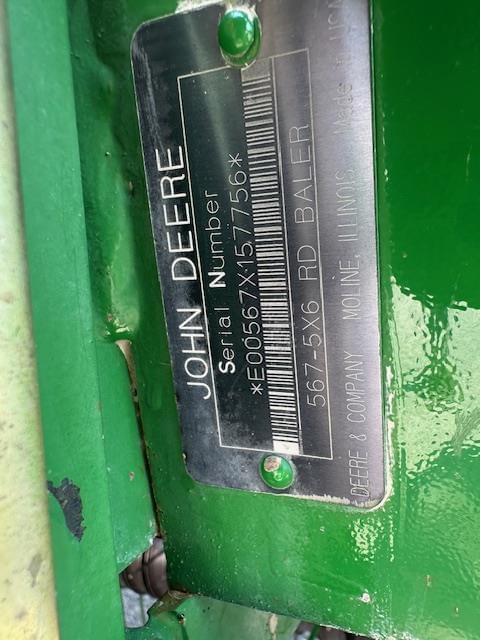 JOHN DEERE
Serial Number
*E00567X157756*
567-5X6 RD BALER
DEERE & COMPANY MOLINE, ILLINOIS Made in USA